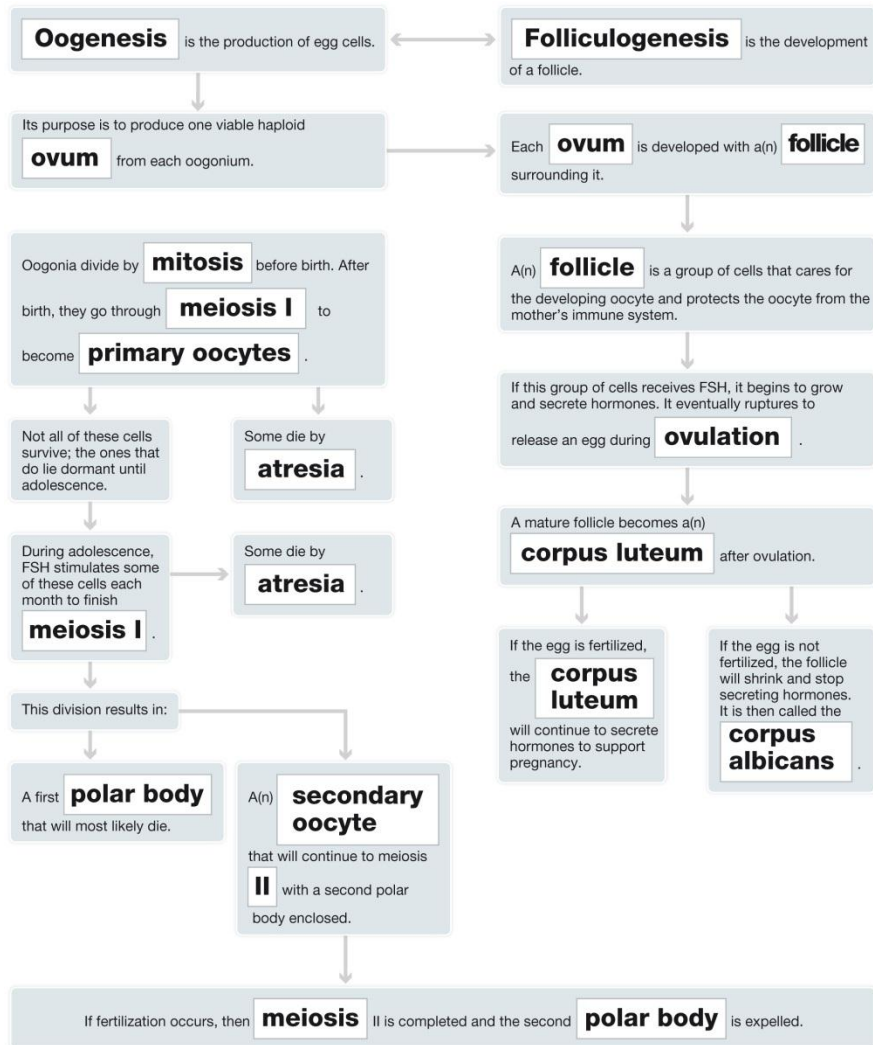 Oogenesis is the production of egg cells.
Folliculogenesis is the development
of a follicle.
Its purpose is to produce one viable haploid
ovum from each oogonium.
Each ovum is developed with a(n) follicle
surrounding it.
Oogonia divide by mitosis before birth. After
birth, they go through meiosis I to
become primary oocytes .
A(n) follicle is a group of cells that cares for
the developing oocyte and protects the oocyte from the
mother's immune system.
If this group of cells receives FSH, it begins to grow
and secrete hormones. It eventually ruptures to
release an egg during ovulation .
Not all of these cells
survive; the ones that
do lie dormant until
adolescence.
Some die by
atresia .
A mature follicle becomes a(n)
corpus luteum after ovulation.
During adolescence,
FSH stimulates some
of these cells each
month to finish
meiosis I .
Some die by
atresia .
If the egg is fertilized,
the corpus
luteum
will continue to secrete
hormones to support
pregnancy.
If the egg is not
fertilized, the follicle
will shrink and stop
secreting hormones.
It is then called the
corpus
albicans .
This division results in:
A first polar body
that will most likely die.
A(n) secondary
oocyte
that will continue to meiosis
II with a second polar
body enclosed.
If fertilization occurs, then meiosis II is completed and the second polar body is expelled.